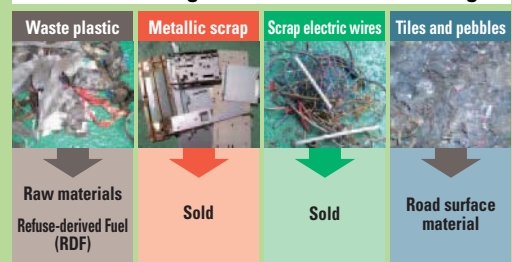 Waste plastic
Metallic scrap
Scrap electric wires
Tiles and pebbles
Raw materials
Refuse-derived Fuel
(RDF)
Sold
Sold
Road surface
material